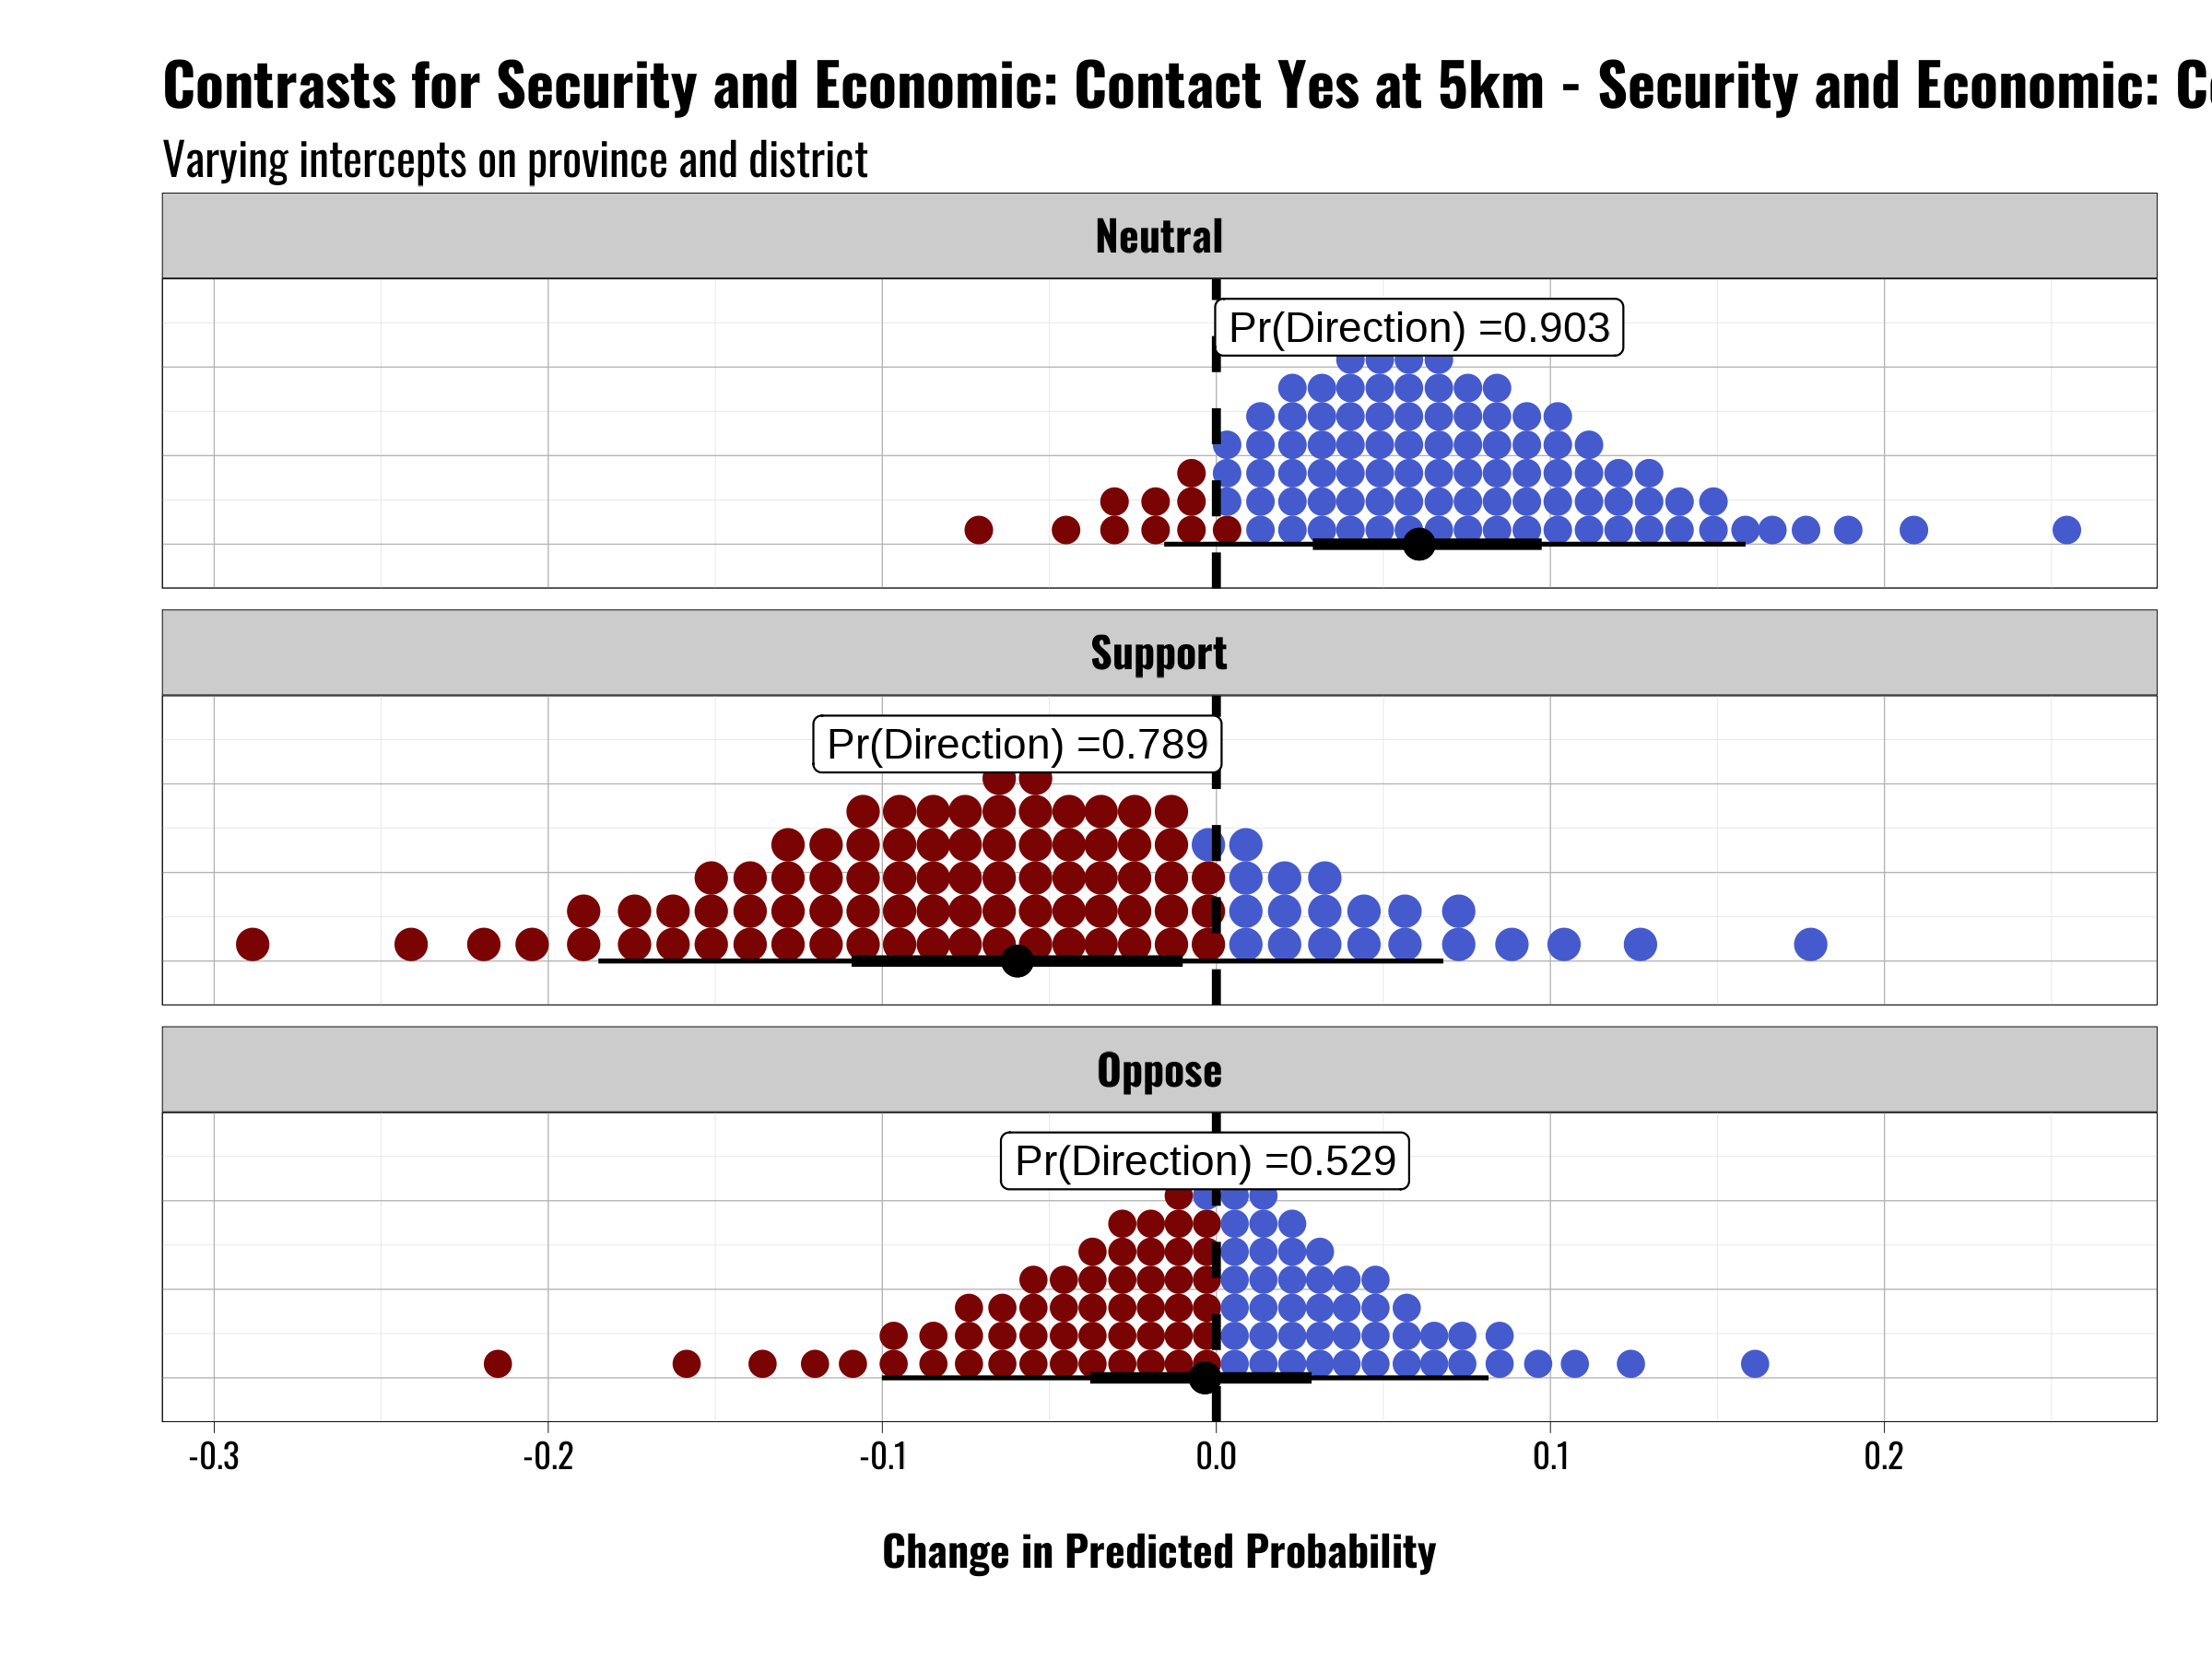 Contrasts for Security and Economic: Contact Yes at 5km - Security and Economic:
Varying intercepts on province and district
Neutral
Pr(Direction) =0.903
Support
Pr(Direction) =0.789
Oppose
Pr(Direction) =0.529
-0.3 -0.2 -0.1 0.0 0.1 0.2
Change in Predicted Probability